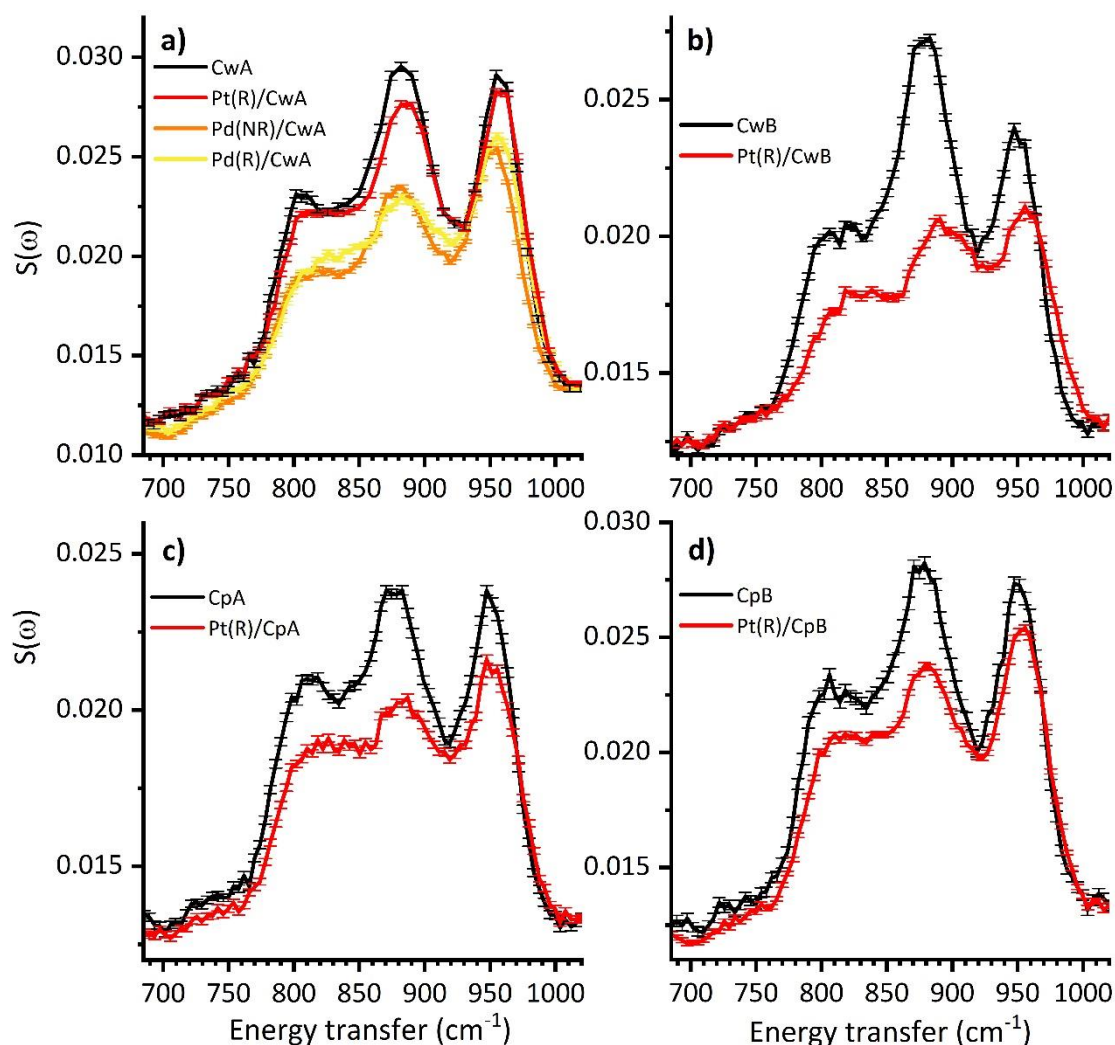 a)
CwA
Pt(R)/CwA
Pd(NR)/CwA
Pd(R)/CwA
0.030
0.025
0.020
0.015
0.010
S(ω)
700 750 800 850 900 950 1000
b)
CwB
Pt(R)/CwB
0.025
0.020
0.015
700 750 800 850 900 950 1000
c)
CpA
Pt(R)/CpA
0.025
0.020
0.015
S(ω)
700 750 800 850 900 950 1000
Energy transfer (cm⁻¹)
d)
CpB
Pt(R)/CpB
0.030
0.025
0.020
0.015
700 750 800 850 900 950 1000
Energy transfer (cm⁻¹)